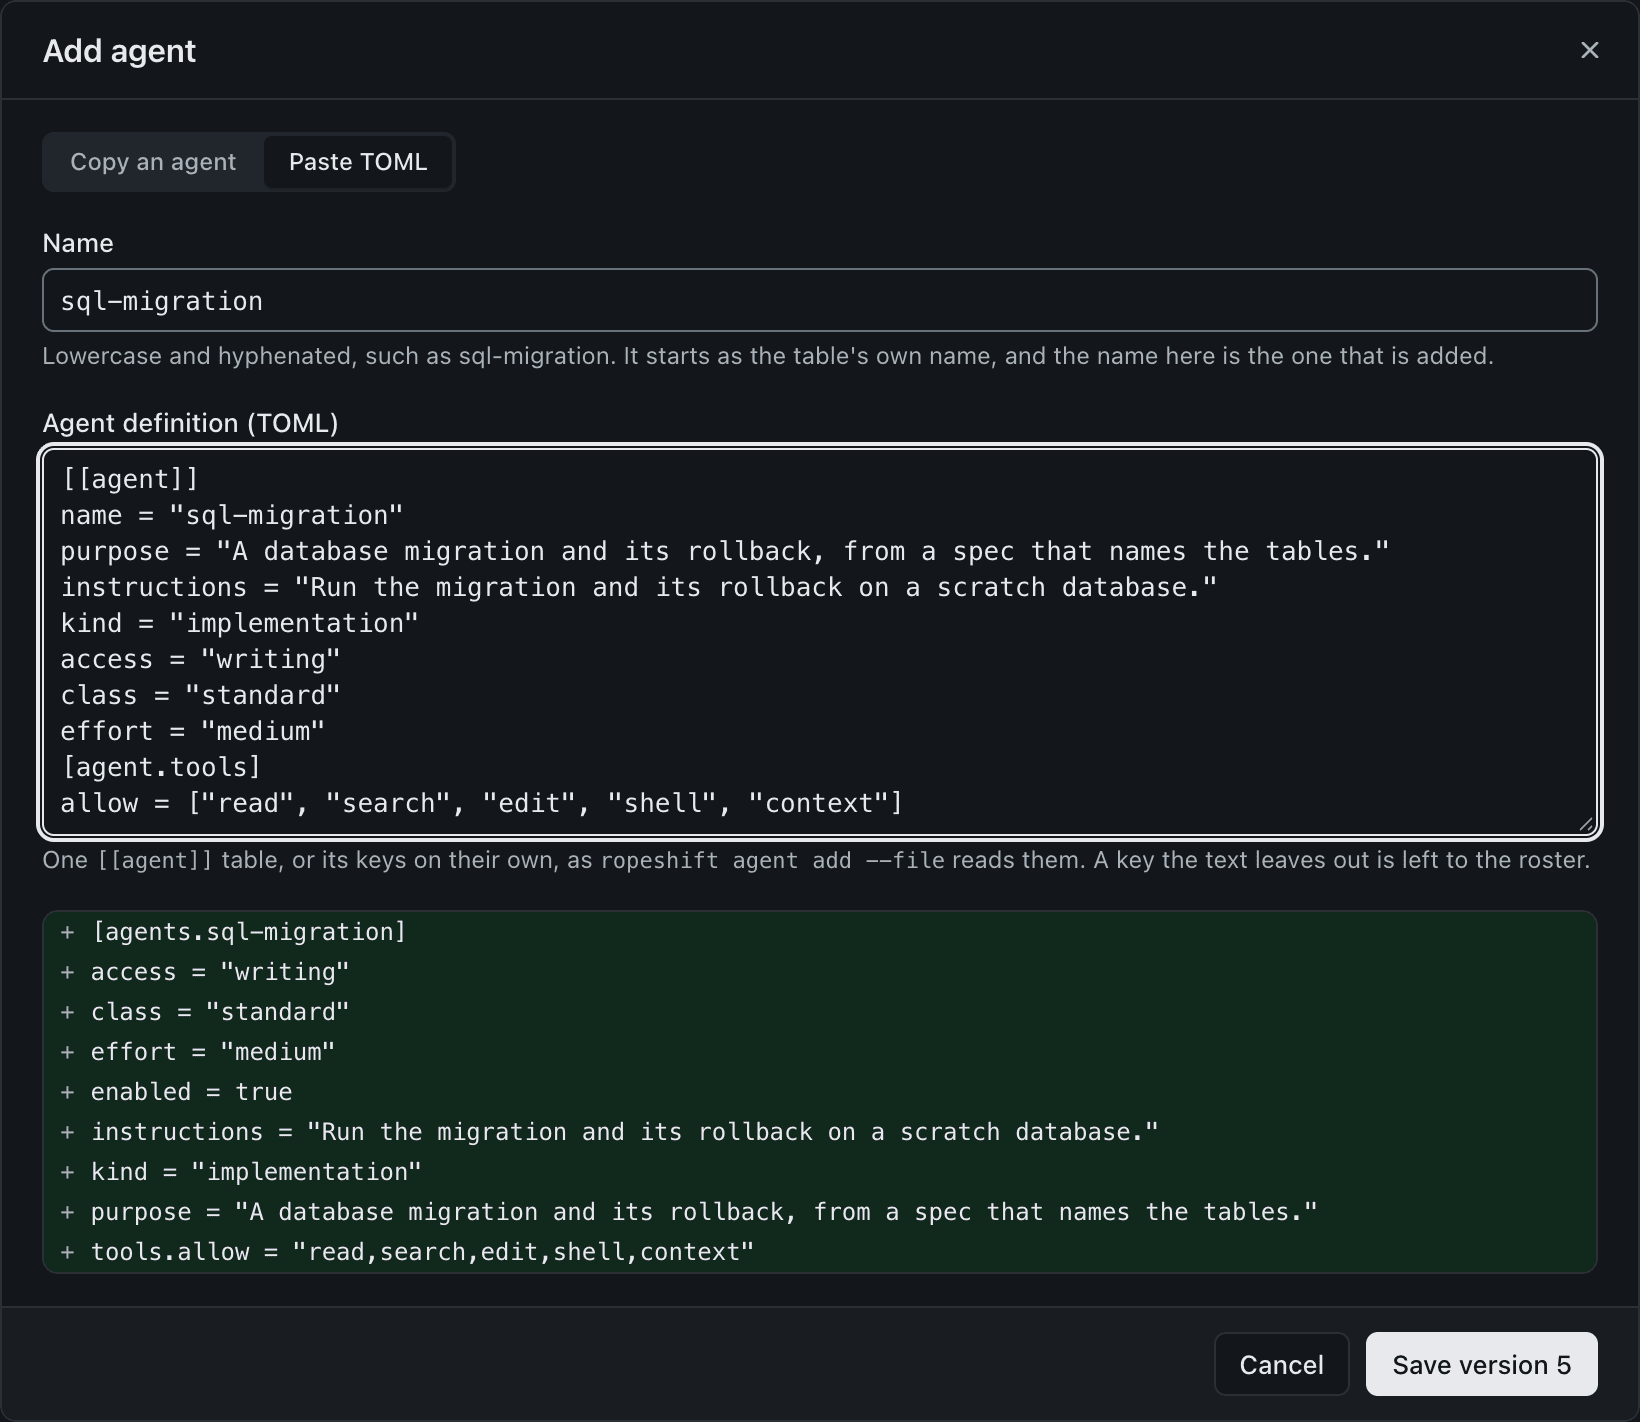 Add agent
Copy an agent
Paste TOML
Name
sql-migration
Lowercase and hyphenated, such as sql-migration. It starts as the table's own name, and the name here is the one that is added.
Agent definition (TOML)
[[agent]]
name = "sql-migration"
purpose = "A database migration and its rollback, from a spec that names the tables."
instructions = "Run the migration and its rollback on a scratch database."
kind = "implementation"
access = "writing"
class = "standard"
effort = "medium"
[agent.tools]
allow = ["read", "search", "edit", "shell", "context"]
One [[agent]] table, or its keys on their own, as ropeshift agent add --file reads them. A key the text leaves out is left to the roster.
+ [agents.sql-migration]
+ access = "writing"
+ class = "standard"
+ effort = "medium"
+ enabled = true
+ instructions = "Run the migration and its rollback on a scratch database."
+ kind = "implementation"
+ purpose = "A database migration and its rollback, from a spec that names the tables."
+ tools.allow = "read,search,edit,shell,context"
Cancel
Save version 5